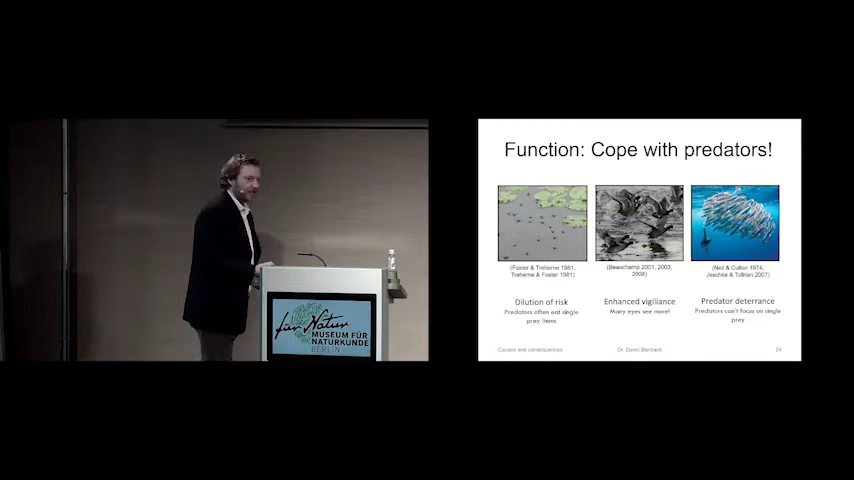 für Natur
MUSEUM FÜR
NATURKUNDE
BERLIN
Function: Cope with predators!
(Foster & Treherne 1981,
Treherne & Foster 1981)
(Beauchamp 2001, 2003,
2008)
(Neil & Cullen 1974,
Jeschke & Tollrian 2007)
Dilution of risk
Predators often eat single
prey items
Enhanced vigiliance
Many eyes see more!
Predator deterrance
Predators can't focus on single
prey
Causes and consequences
Dr. David Bierbach
24